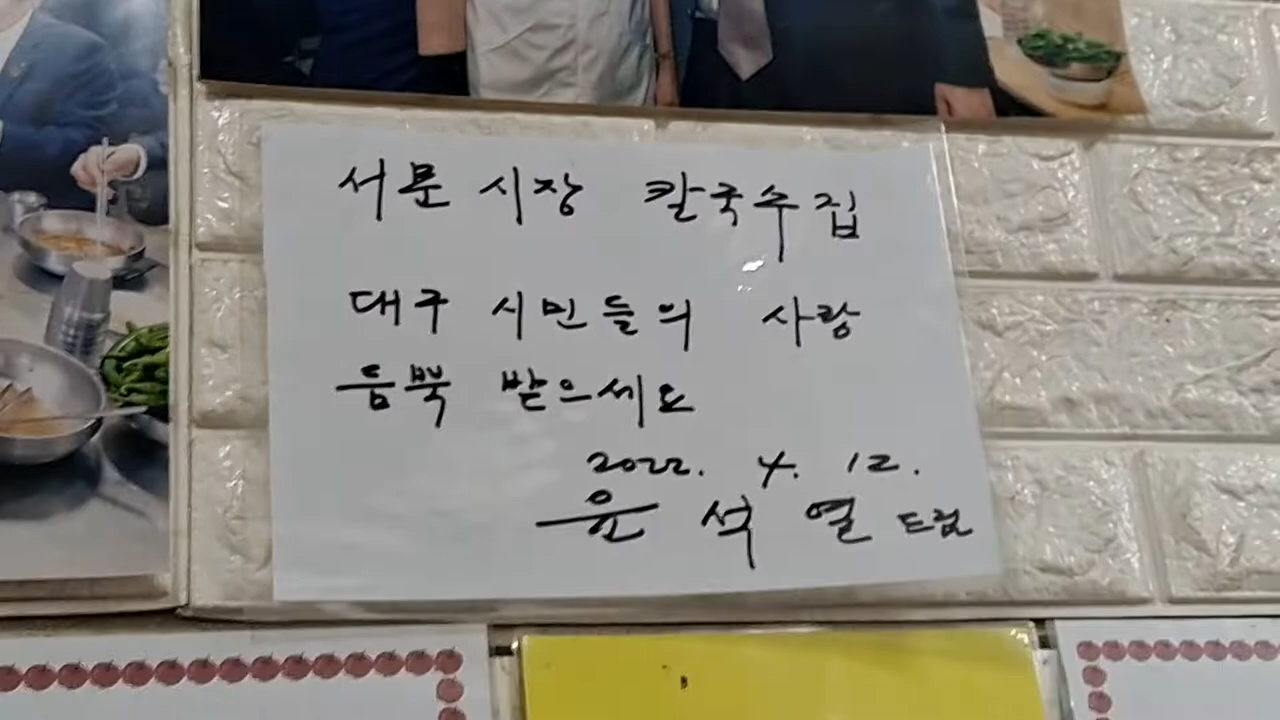 서문 시장 칼국수집
대구 시민들의 사랑
듬뿍 받으세요
2022. 4. 12.
윤석열 드림